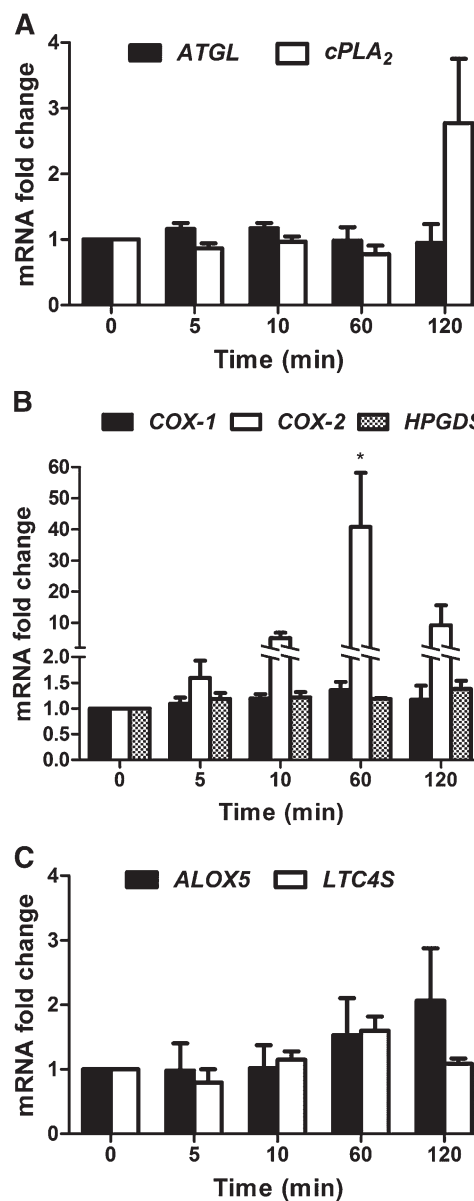 A
ATGL cPLA2
mRNA fold change
4
3
2
1
0
0 5 10 60 120
Time (min)
B
COX-1 COX-2 HPGDS
mRNA fold change
*
60
50
40
30
20
10
2.0
1.5
1.0
0.5
0.0
0 5 10 60 120
Time (min)
C
ALOX5 LTC4S
mRNA fold change
4
3
2
1
0
0 5 10 60 120
Time (min)